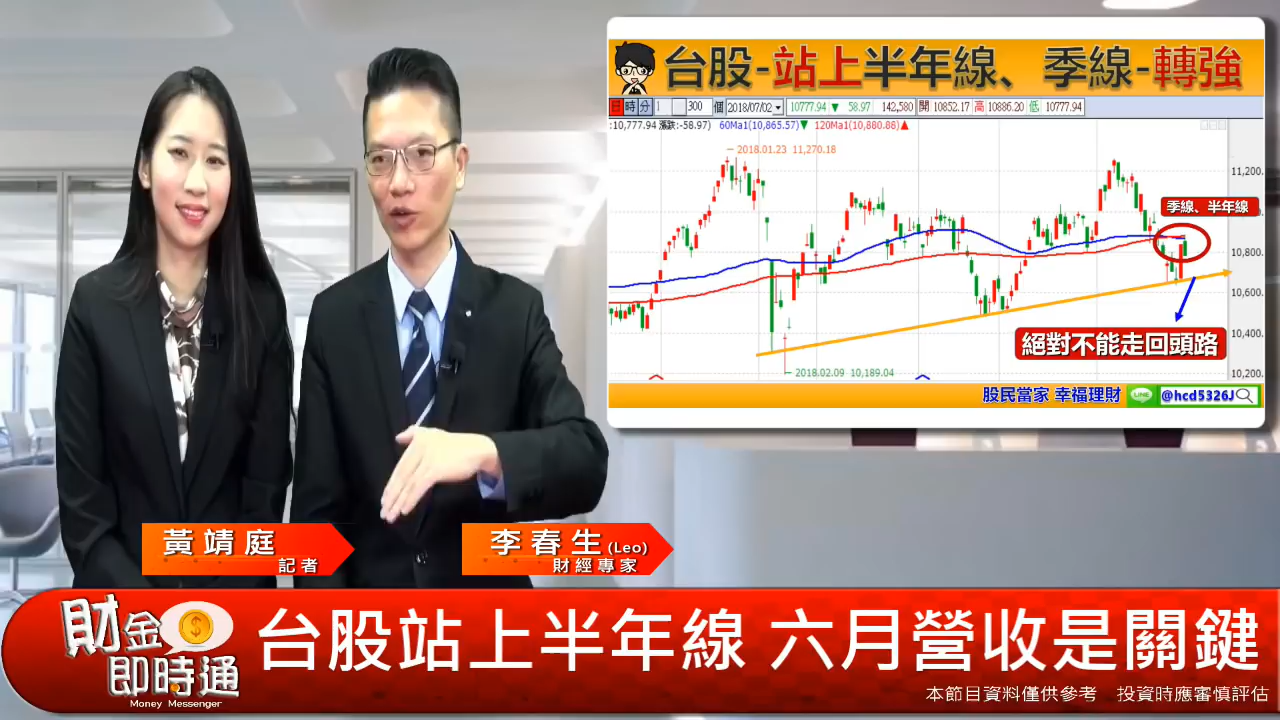 台股-站上半年線、季線-轉強
日 時 分 1 300 個 2018/07/02 10777.94 ▼ 58.97 142,580 開 10852.17 高 10886.20 低 10777.94
:10,777.94 漲跌:-58.97) 60Ma1(10,865.57)▼ 120Ma1(10,880.86)▲
2018.01.23 11,270.18
11,200.
季線、半年線
10,800.
10,600.
絕對不能走回頭路
10,400.
2018.02.09 10,189.04
10,200.
股民當家 幸福理財 LINE @hcd5326J
黃靖庭
記者
李春生(Leo)
財經專家
財金即時通
Money Messenger
台股站上半年線 六月營收是關鍵
本節目資料僅供參考 投資時應審慎評估